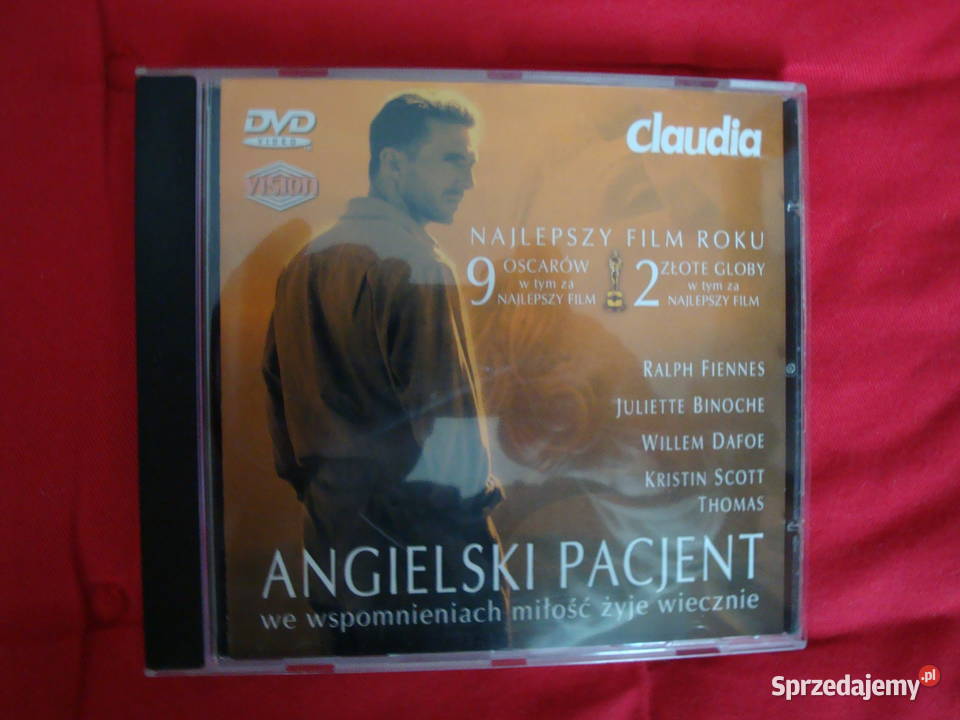 DVD
VIDEO
VISION
Claudia
NAJLEPSZY FILM ROKU
9 OSCARÓW
w tym za
NAJLEPSZY FILM
2 ZŁOTE GLOBY
w tym za
NAJLEPSZY FILM
RALPH FIENNES
JULIETTE BINOCHE
WILLEM DAFOE
KRISTIN SCOTT
THOMAS
ANGIELSKI PACJENT
we wspomnieniach miłość żyje wiecznie
Sprzedajemy.pl